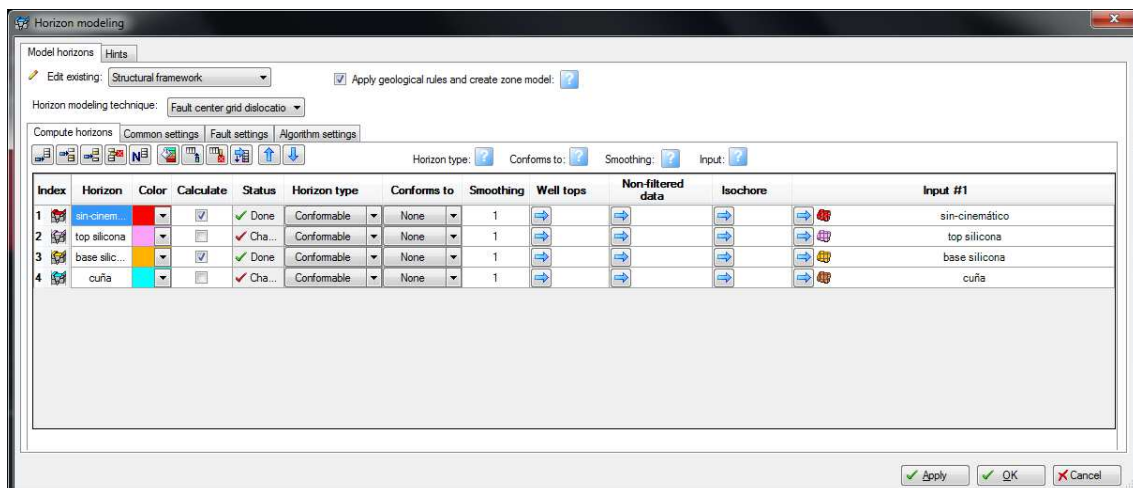 Horizon modeling
Model horizons Hints
Edit existing: Structural framework Apply geological rules and create zone model: ?
Horizon modeling technique: Fault center grid dislocatio
Compute horizons Common settings Fault settings Algorithm settings
N Horizon type: ? Conforms to: ? Smoothing: ? Input: ?
Index Horizon Color Calculate Status Horizon type Conforms to Smoothing Well tops Non-filtered data Isochore Input #1
1 sin-cinem... Done Conformable None 1 sin-cinemático
2 top silicona Cha... Conformable None 1 top silicona
3 base silic... Done Conformable None 1 base silicona
4 cuña Cha... Conformable None 1 cuña
Apply OK Cancel